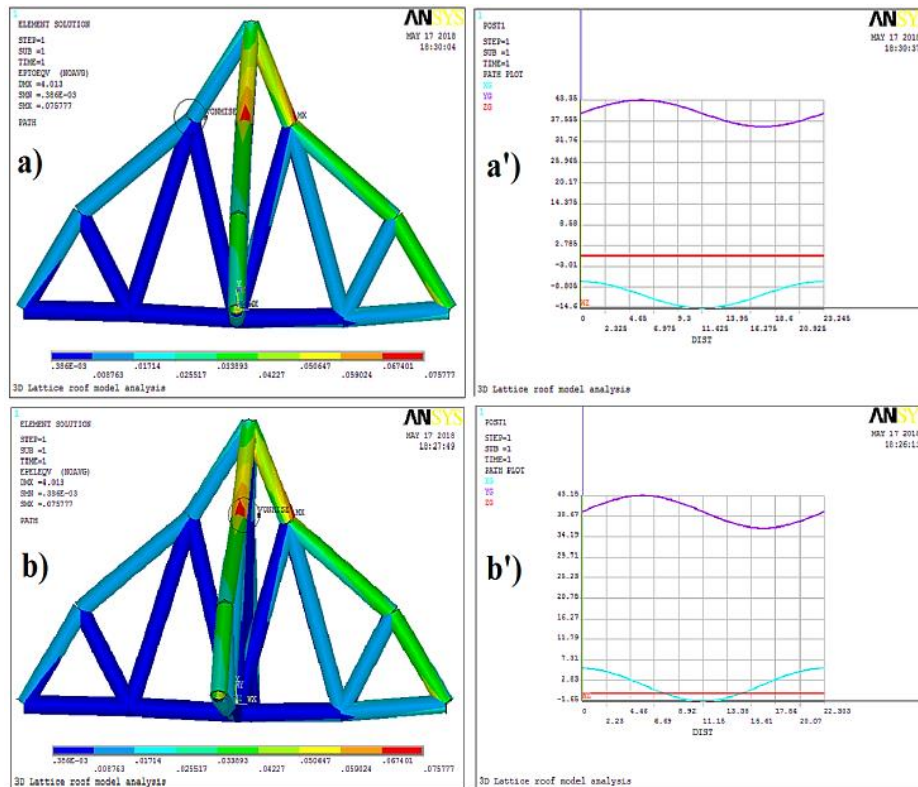 a)
1
ELEMENT SOLUTION
STEP=1
SUB =1
TIME=1
EPTOEQV (NOAVG)
DMX =4.013
SMN =.386E-03
SMX =.075777
PATH
ANSYS
MAY 17 2018
18:30:04
VONMISE
MX
Y
WX
.386E-03 .01714 .033893 .050647 .067401
.008763 .025517 .04227 .059024 .075777
3D Lattice roof model analysis
a')
1
POST1
STEP=1
SUB =1
TIME=1
PATH PLOT
XG
YG
ZG
ANSYS
MAY 17 2018
18:30:37
37.555
31.76
25.965
20.17
14.375
8.58
2.785
-3.01
-8.805
-14.6
0 4.65 9.3 13.95 18.6 23.245
2.325 6.975 11.625 16.275 20.925
DIST
3D Lattice roof model analysis
b)
1
ELEMENT SOLUTION
STEP=1
SUB =1
TIME=1
EPELEQV (NOAVG)
DMX =4.013
SMN =.386E-03
SMX =.075777
PATH
ANSYS
MAY 17 2018
18:27:49
VONMISE
MX
Y
WX
.386E-03 .01714 .033893 .050647 .067401
.008763 .025517 .04227 .059024 .075777
3D Lattice roof model analysis
b')
1
POST1
STEP=1
SUB =1
TIME=1
PATH PLOT
XG
YG
ZG
ANSYS
MAY 17 2018
38.67
34.19
29.71
20.75
16.27
11.79
7.31
2.83
-1.65
0 4.46 8.92 13.38 17.84
2.23 6.69 11.15 15.61 20.07
DIST
3D Lattice roof model analysis